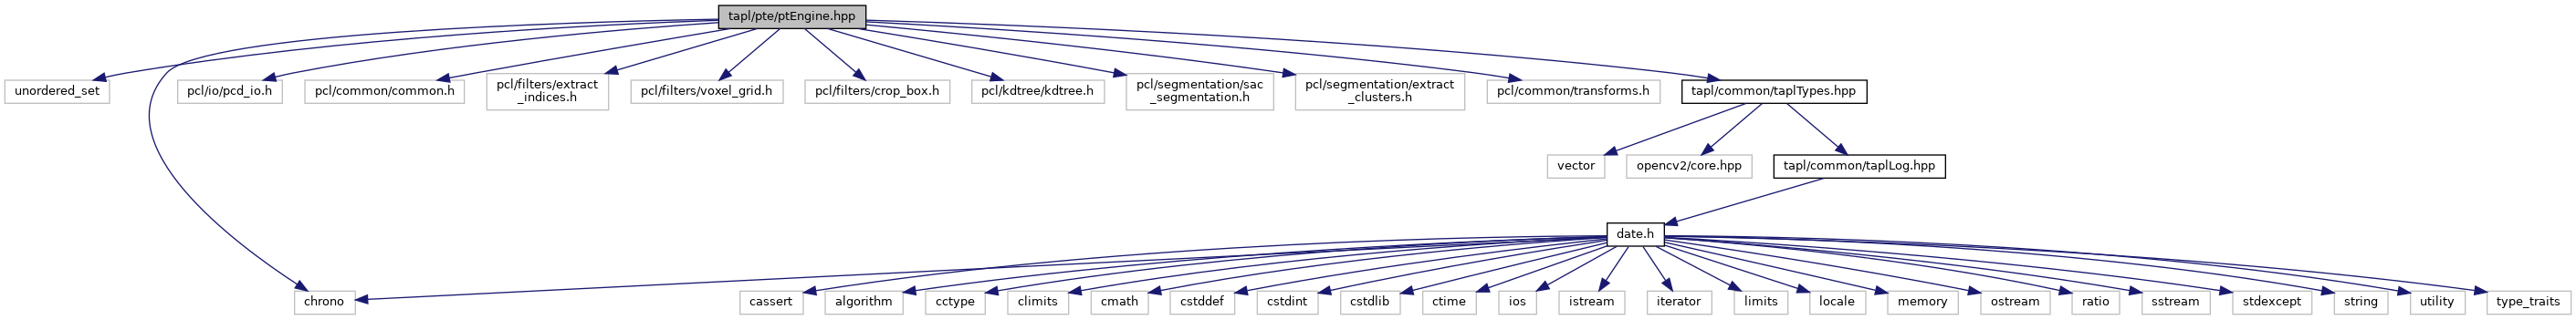 tapl/pte/ptEngine.hpp
unordered_set
pcl/io/pcd_io.h
pcl/common/common.h
pcl/filters/extract
_indices.h
pcl/filters/voxel_grid.h
pcl/filters/crop_box.h
pcl/kdtree/kdtree.h
pcl/segmentation/sac
_segmentation.h
pcl/segmentation/extract
_clusters.h
pcl/common/transforms.h
tapl/common/taplTypes.hpp
vector
opencv2/core.hpp
tapl/common/taplLog.hpp
date.h
chrono
cassert
algorithm
cctype
climits
cmath
cstddef
cstdint
cstdlib
ctime
ios
istream
iterator
limits
locale
memory
ostream
ratio
sstream
stdexcept
string
utility
type_traits